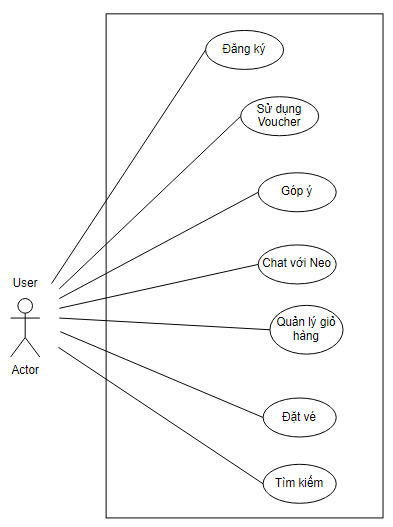 Đăng ký
Sử dụng
Voucher
Góp ý
Chat với Neo
User
Quản lý giỏ
hàng
Actor
Đặt vé
Tìm kiếm